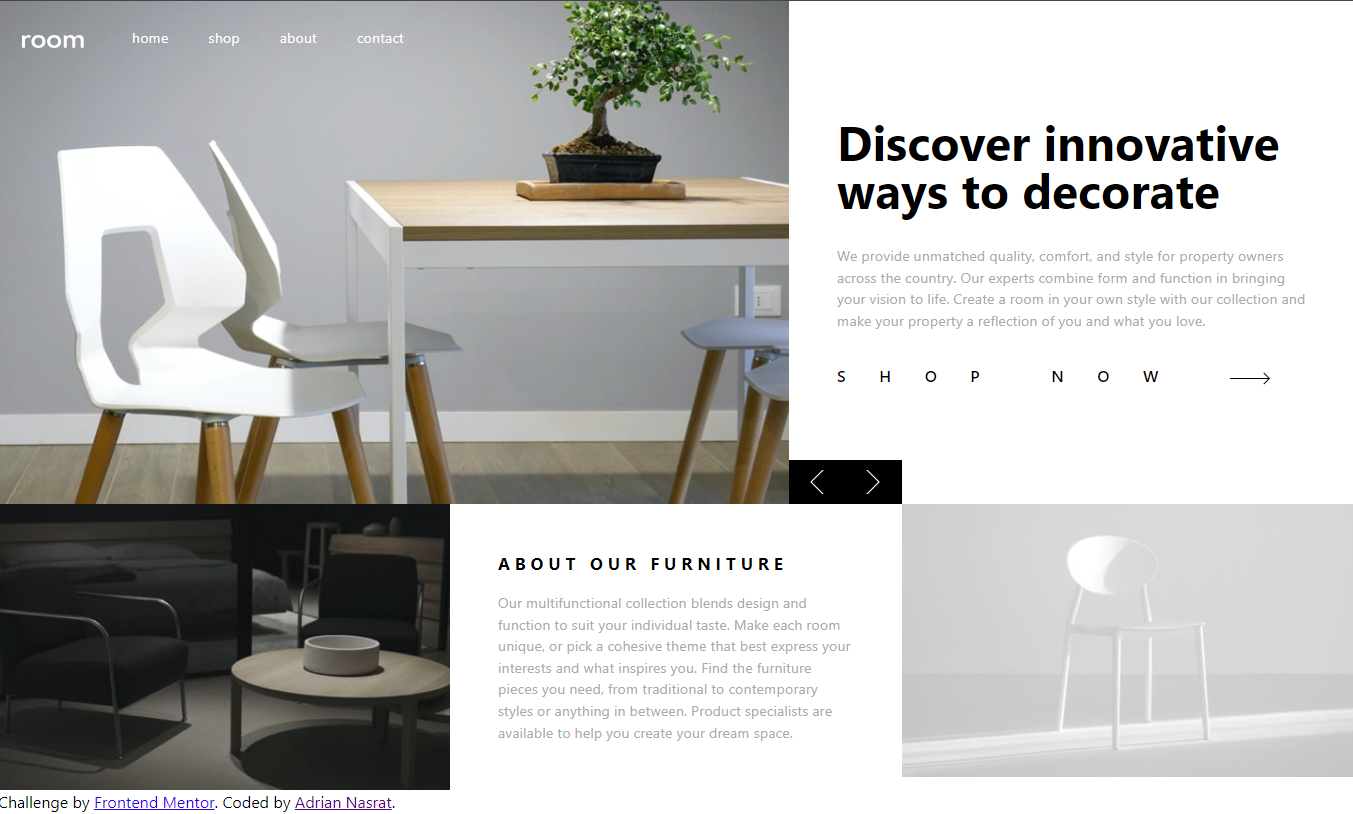 room home shop about contact
Discover innovative
ways to decorate
We provide unmatched quality, comfort, and style for property owners
across the country. Our experts combine form and function in bringing
your vision to life. Create a room in your own style with our collection and
make your property a reflection of you and what you love.
SHOP NOW
ABOUT OUR FURNITURE
Our multifunctional collection blends design and
function to suit your individual taste. Make each room
unique, or pick a cohesive theme that best express your
interests and what inspires you. Find the furniture
pieces you need, from traditional to contemporary
styles or anything in between. Product specialists are
available to help you create your dream space.
Challenge by Frontend Mentor. Coded by Adrian Nasrat.